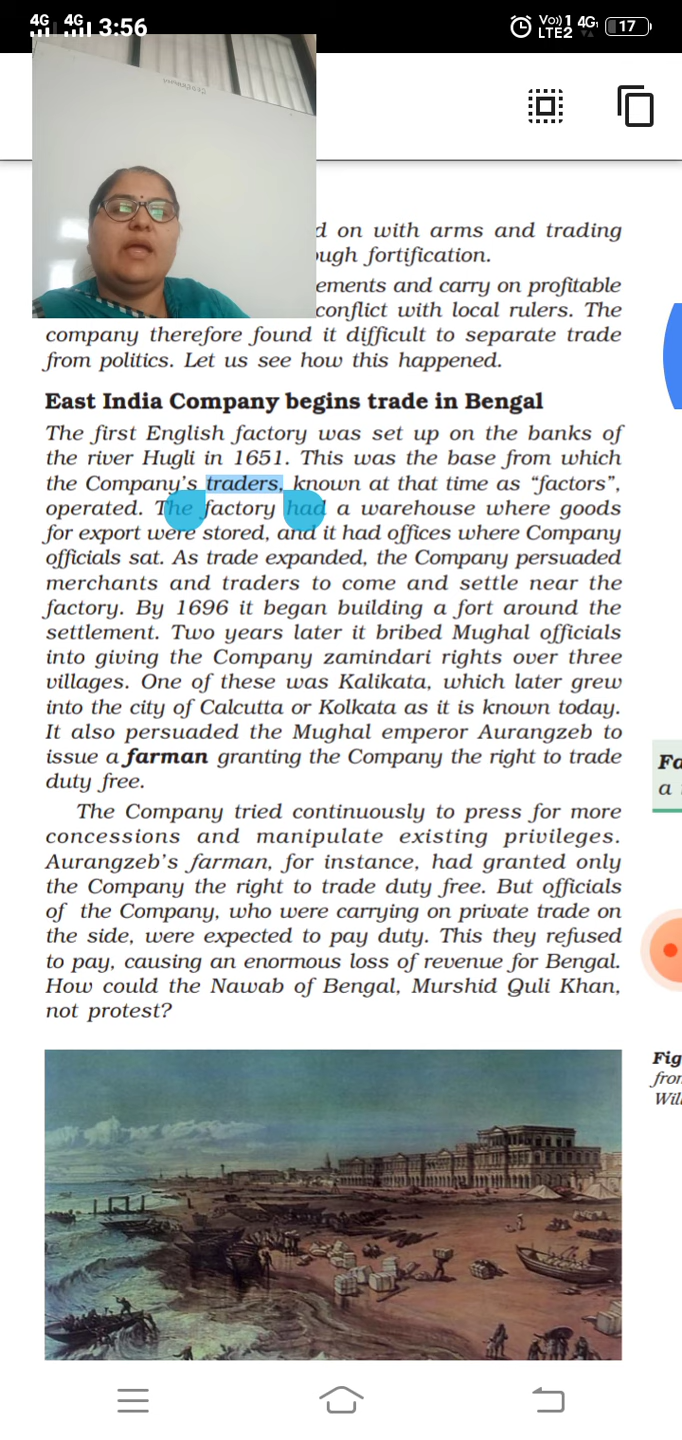 4G 4G 3:56 Vo)) 1 4G 17
LTE2
d on with arms and trading
ugh fortification.
ements and carry on profitable
conflict with local rulers. The
company therefore found it difficult to separate trade
from politics. Let us see how this happened.
East India Company begins trade in Bengal
The first English factory was set up on the banks of
the river Hugli in 1651. This was the base from which
the Company's traders, known at that time as "factors",
operated. The factory had a warehouse where goods
for export were stored, and it had offices where Company
officials sat. As trade expanded, the Company persuaded
merchants and traders to come and settle near the
factory. By 1696 it began building a fort around the
settlement. Two years later it bribed Mughal officials
into giving the Company zamindari rights over three
villages. One of these was Kalikata, which later grew
into the city of Calcutta or Kolkata as it is known today.
It also persuaded the Mughal emperor Aurangzeb to
issue a farman granting the Company the right to trade
duty free.
Fa
a
The Company tried continuously to press for more
concessions and manipulate existing privileges.
Aurangzeb's farman, for instance, had granted only
the Company the right to trade duty free. But officials
of the Company, who were carrying on private trade on
the side, were expected to pay duty. This they refused
to pay, causing an enormous loss of revenue for Bengal.
How could the Nawab of Bengal, Murshid Quli Khan,
not protest?
Fig
from
Will